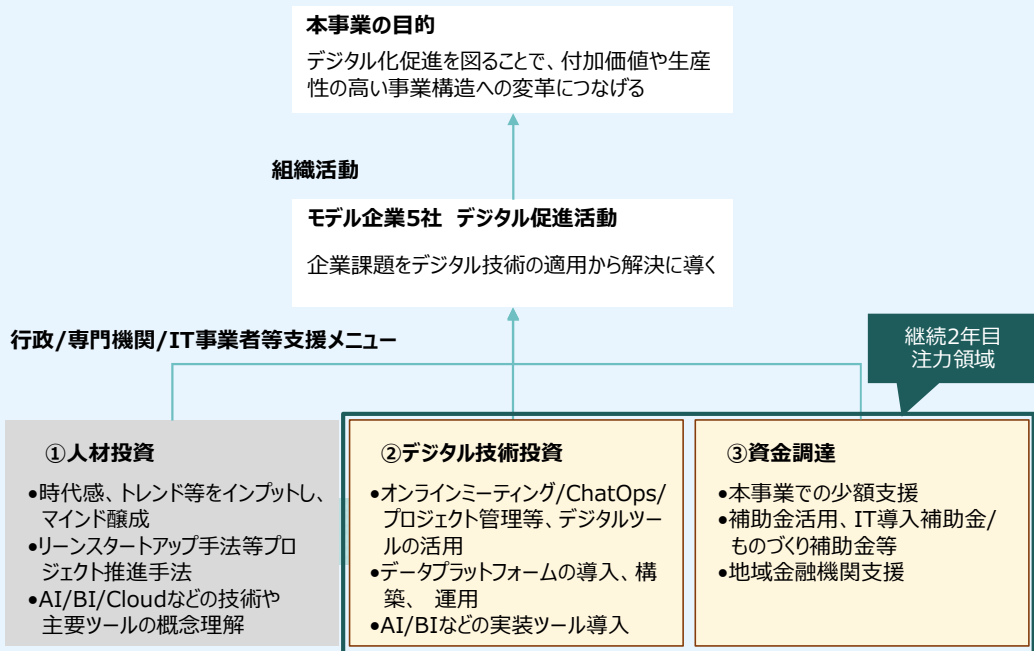 本事業の目的
デジタル化促進を図ることで、付加価値や生産
性の高い事業構造への変革につなげる
組織活動
モデル企業5社 デジタル促進活動
企業課題をデジタル技術の適用から解決に導く
行政/専門機関/IT事業者等支援メニュー
継続2年目
注力領域
①人材投資
•時代感、トレンド等をインプットし、
マインド醸成
•リーンスタートアップ手法等プロ
ジェクト推進手法
•AI/BI/Cloudなどの技術や
主要ツールの概念理解
②デジタル技術投資
•オンラインミーティング/ChatOps/
プロジェクト管理等、デジタルツー
ルの活用
•データプラットフォームの導入、構
築、 運用
•AI/BIなどの実装ツール導入
③資金調達
•本事業での少額支援
•補助金活用、IT導入補助金/
ものづくり補助金等
•地域金融機関支援